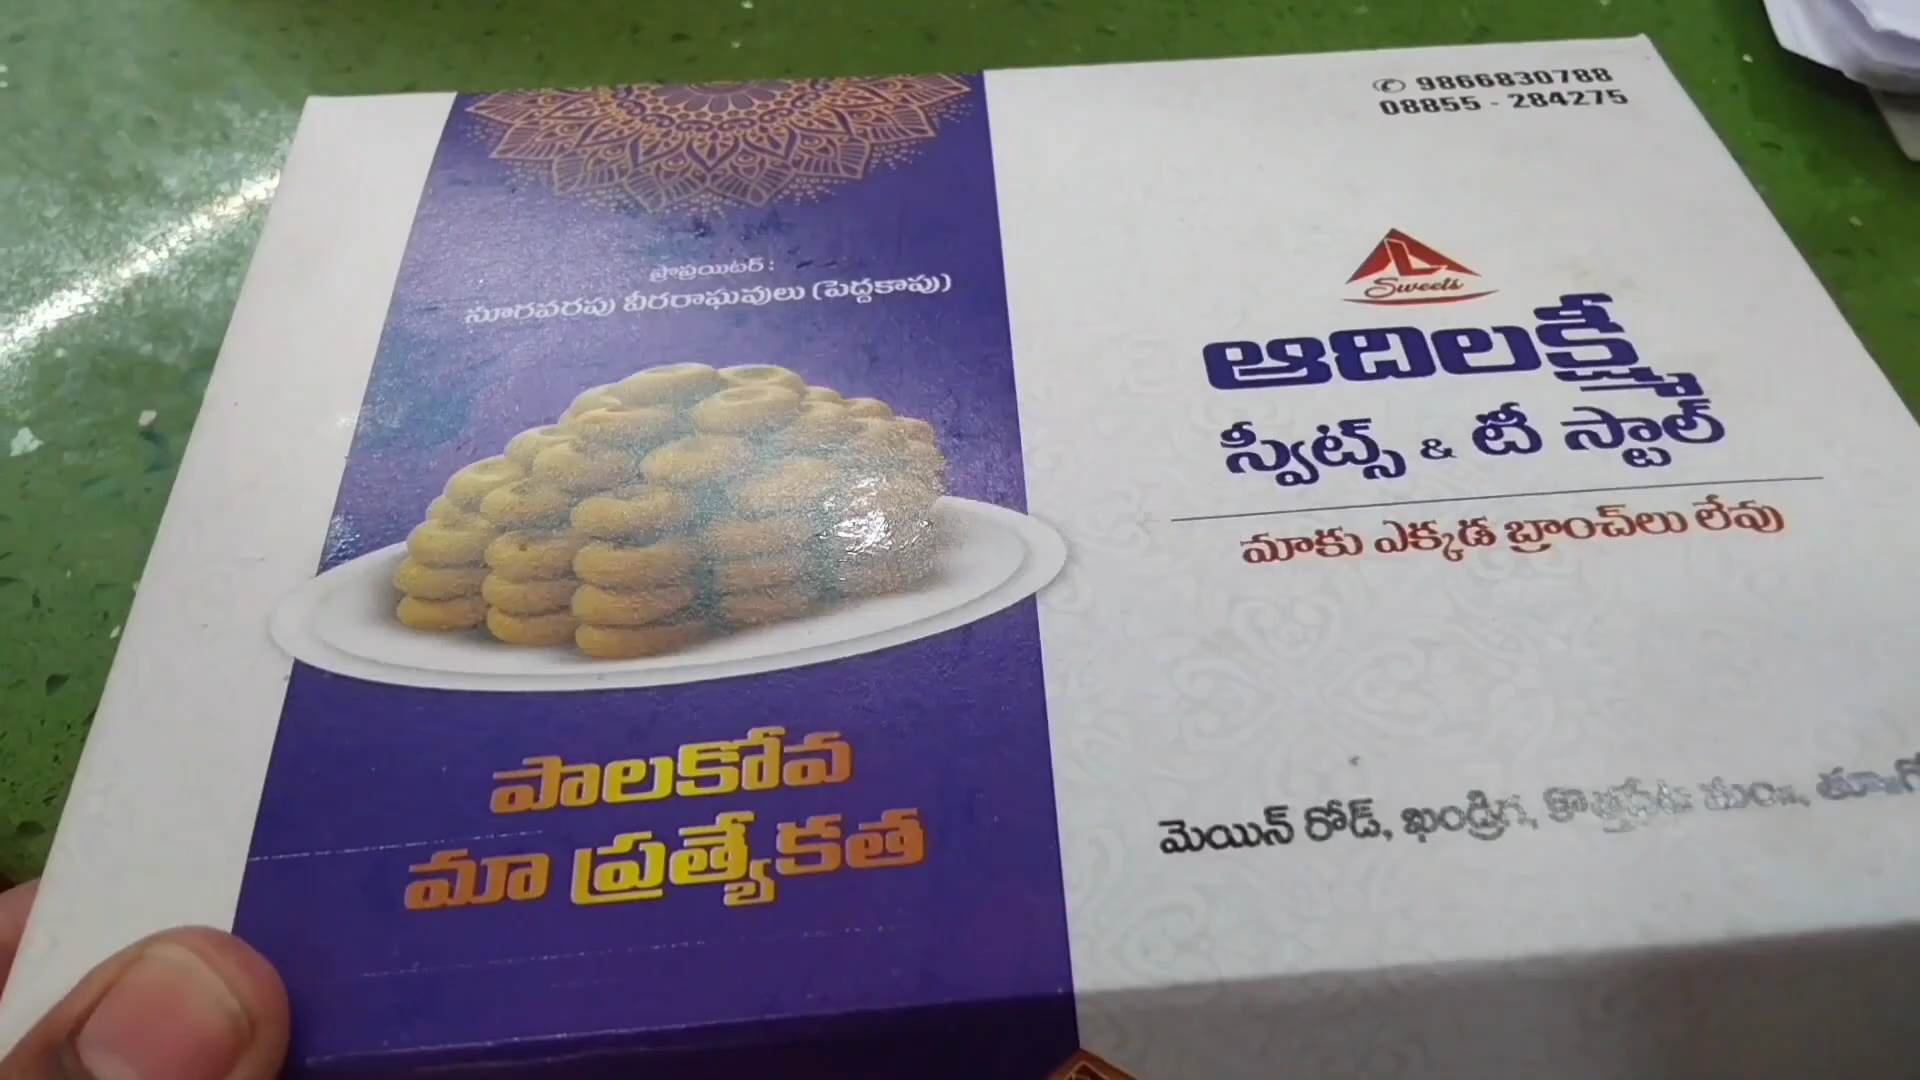 ప్రొప్రయిటర్ :
నూరవరపు వీరరాఘవులు (పెద్దకాపు)
పాలకోవ
మా ప్రత్యేకత
✆ 9866830788
08855 - 284275
Sweets
ఆదిలక్ష్మీ
స్వీట్స్ & టీ స్టాల్
మాకు ఎక్కడ బ్రాంచ్‌లు లేవు
మెయిన్ రోడ్, ఖండ్రిగ,